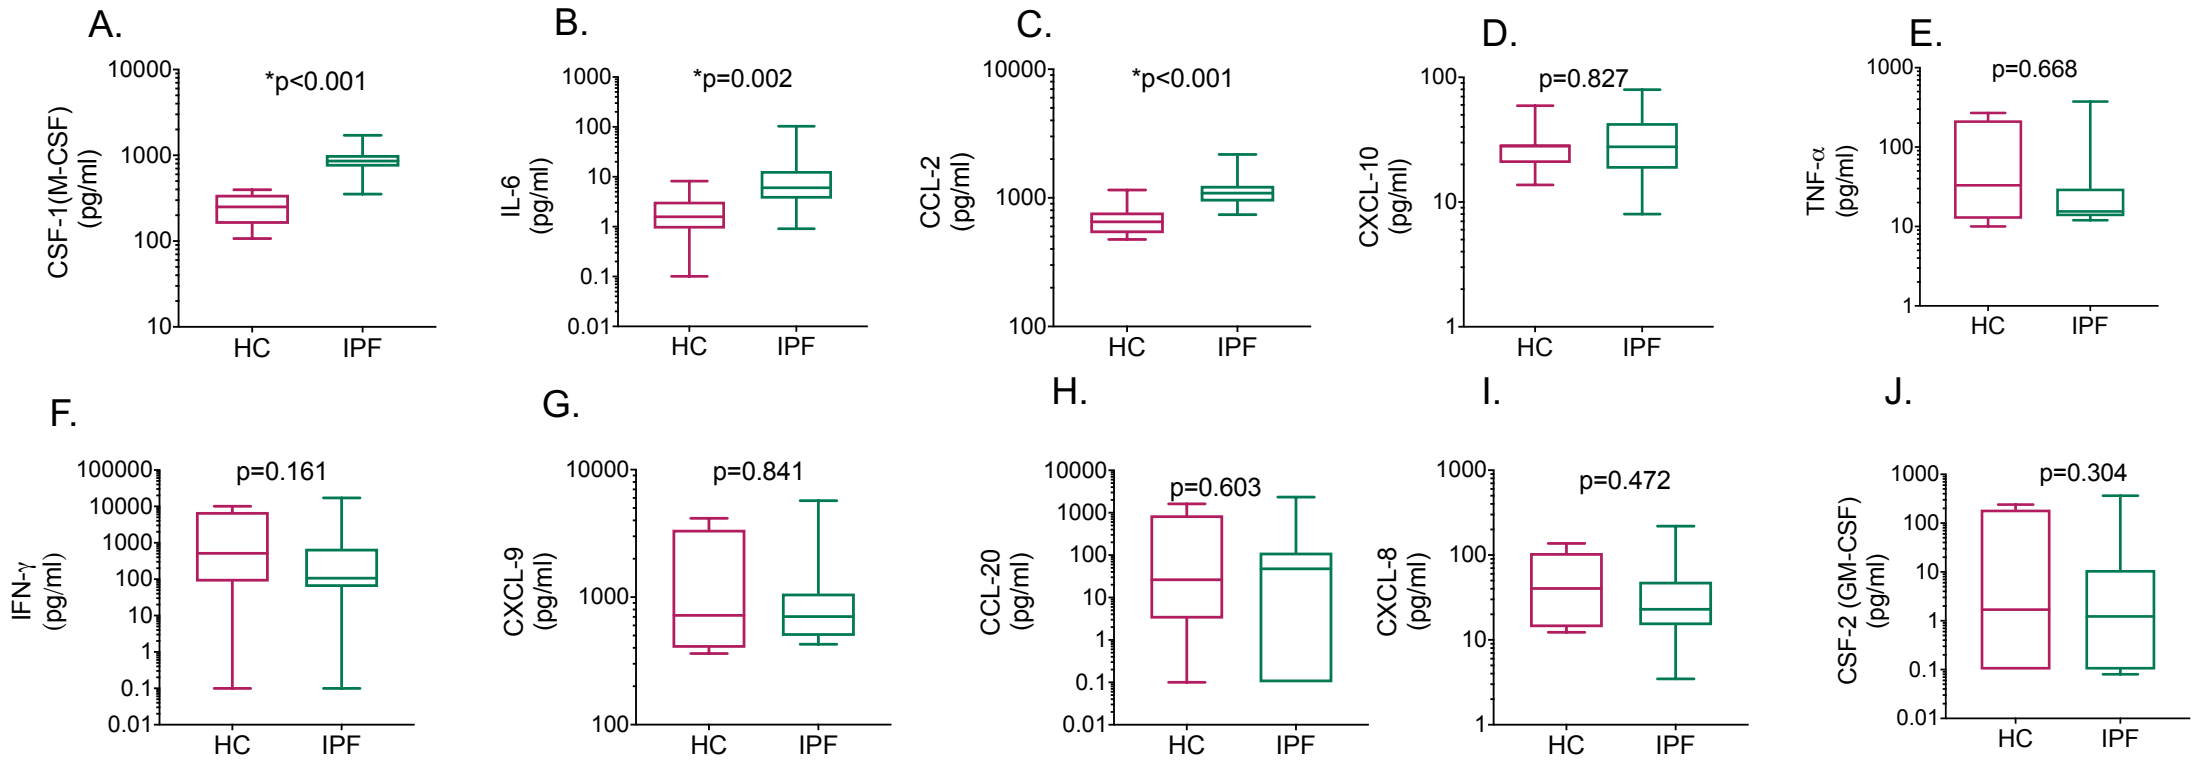 A.
CSF-1(M-CSF)
(pg/ml)
10000
1000
100
10
*p<0.001
HC
IPF
B.
IL-6
(pg/ml)
1000
100
10
1
0.1
0.01
*p=0.002
HC
IPF
C.
CCL-2
(pg/ml)
10000
1000
100
*p<0.001
HC
IPF
D.
CXCL-10
(pg/ml)
100
10
1
p=0.827
HC
IPF
E.
TNF-α
(pg/ml)
1000
100
10
1
p=0.668
HC
IPF
F.
IFN-γ
(pg/ml)
100000
10000
1000
100
10
1
0.1
0.01
p=0.161
HC
IPF
G.
CXCL-9
(pg/ml)
10000
1000
100
p=0.841
HC
IPF
H.
CCL-20
(pg/ml)
10000
1000
100
10
1
0.1
0.01
p=0.603
HC
IPF
I.
CXCL-8
(pg/ml)
1000
100
10
1
p=0.472
HC
IPF
J.
CSF-2 (GM-CSF)
(pg/ml)
1000
100
10
1
0.1
0.01
p=0.304
HC
IPF